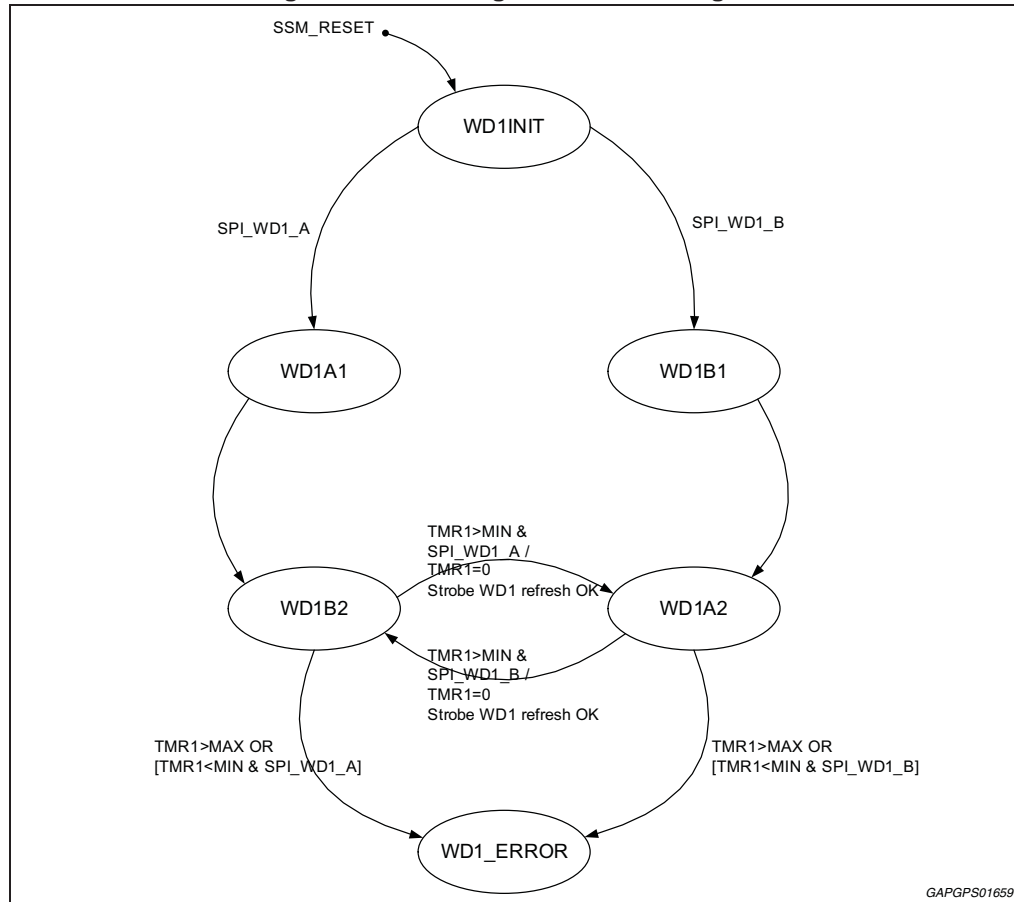 SSM_RESET
WD1INIT
SPI_WD1_A
SPI_WD1_B
WD1A1
WD1B1
TMR1>MIN &
SPI_WD1_A /
TMR1=0
Strobe WD1 refresh OK
WD1B2
WD1A2
TMR1>MIN &
SPI_WD1_B /
TMR1=0
Strobe WD1 refresh OK
TMR1>MAX OR
[TMR1<MIN & SPI_WD1_A]
TMR1>MAX OR
[TMR1<MIN & SPI_WD1_B]
WD1_ERROR
GAPGPS01659